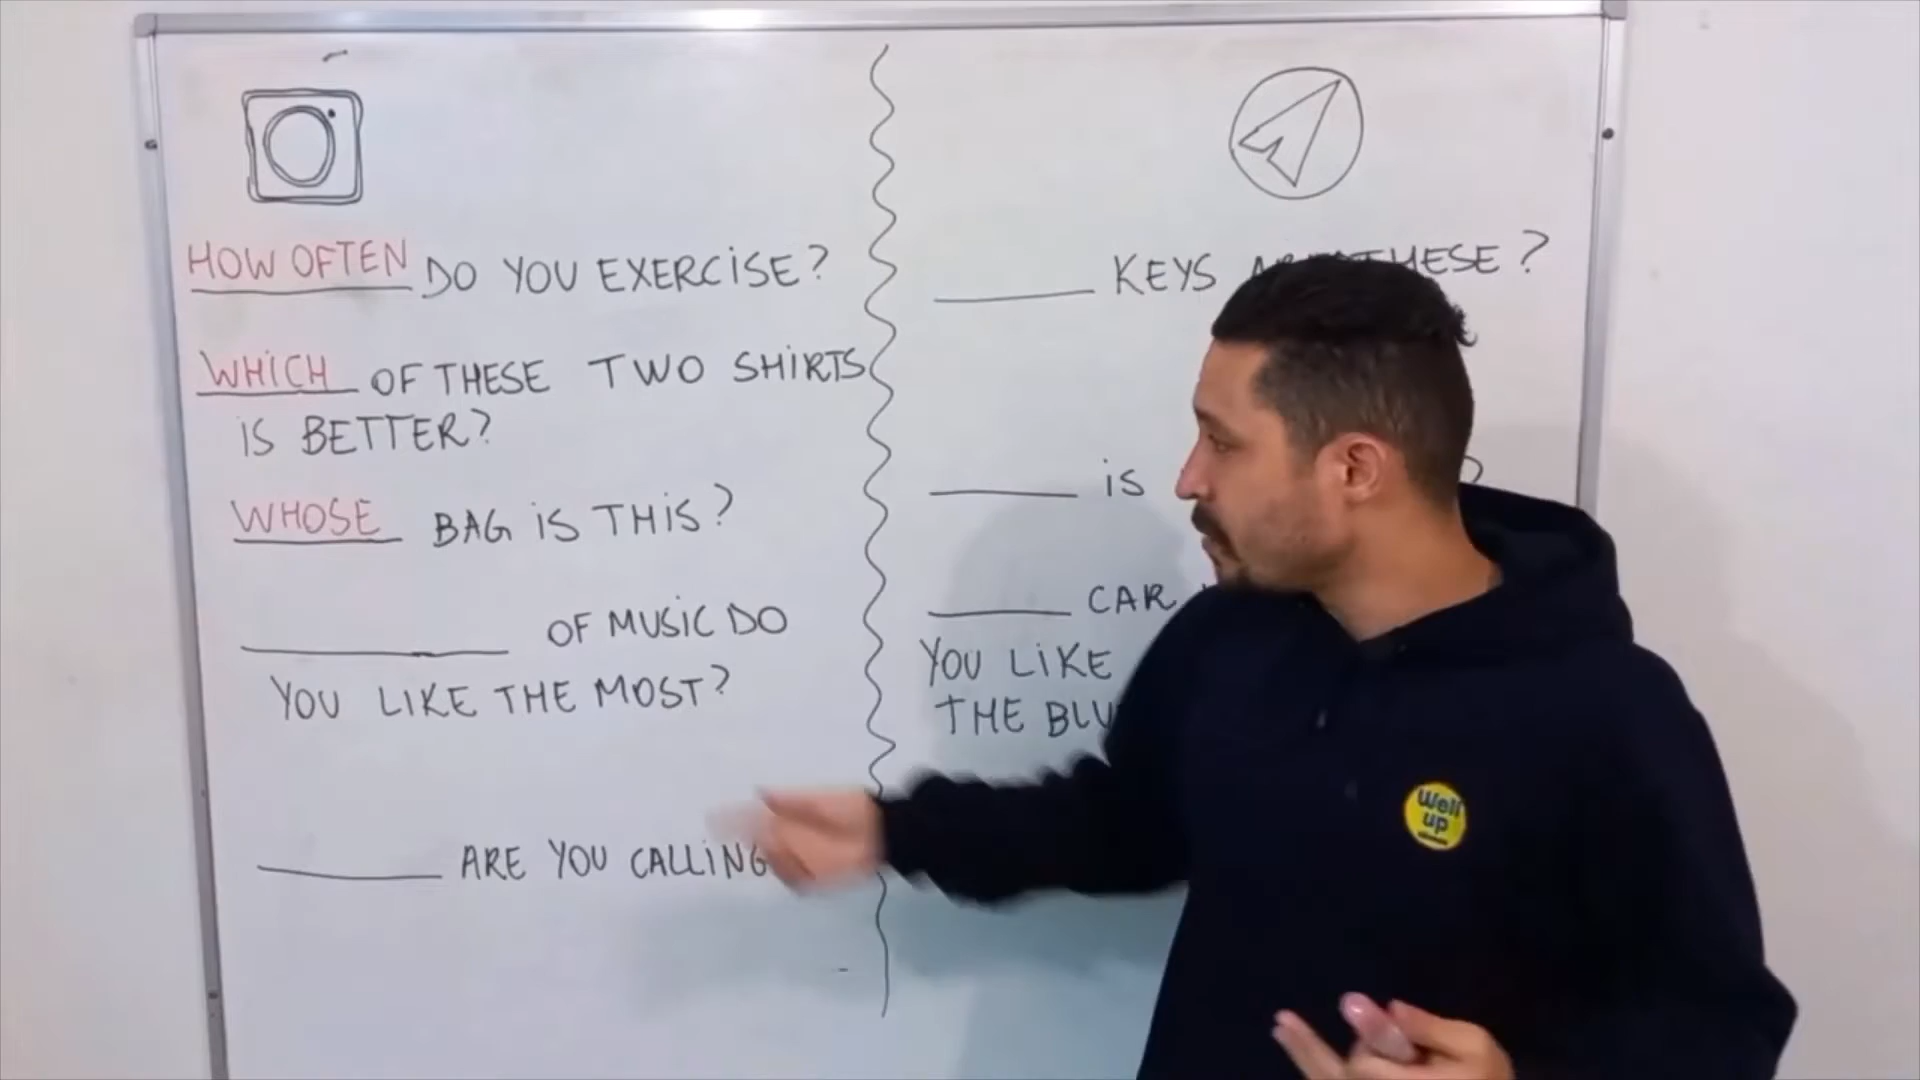 HOW OFTEN DO YOU EXERCISE?
WHICH OF THESE TWO SHIRTS
IS BETTER?
WHOSE BAG IS THIS?
OF MUSIC DO
YOU LIKE THE MOST?
ARE YOU CALLING
KEYS THESE?
IS ?
CAR
YOU LIKE
THE
Well
up